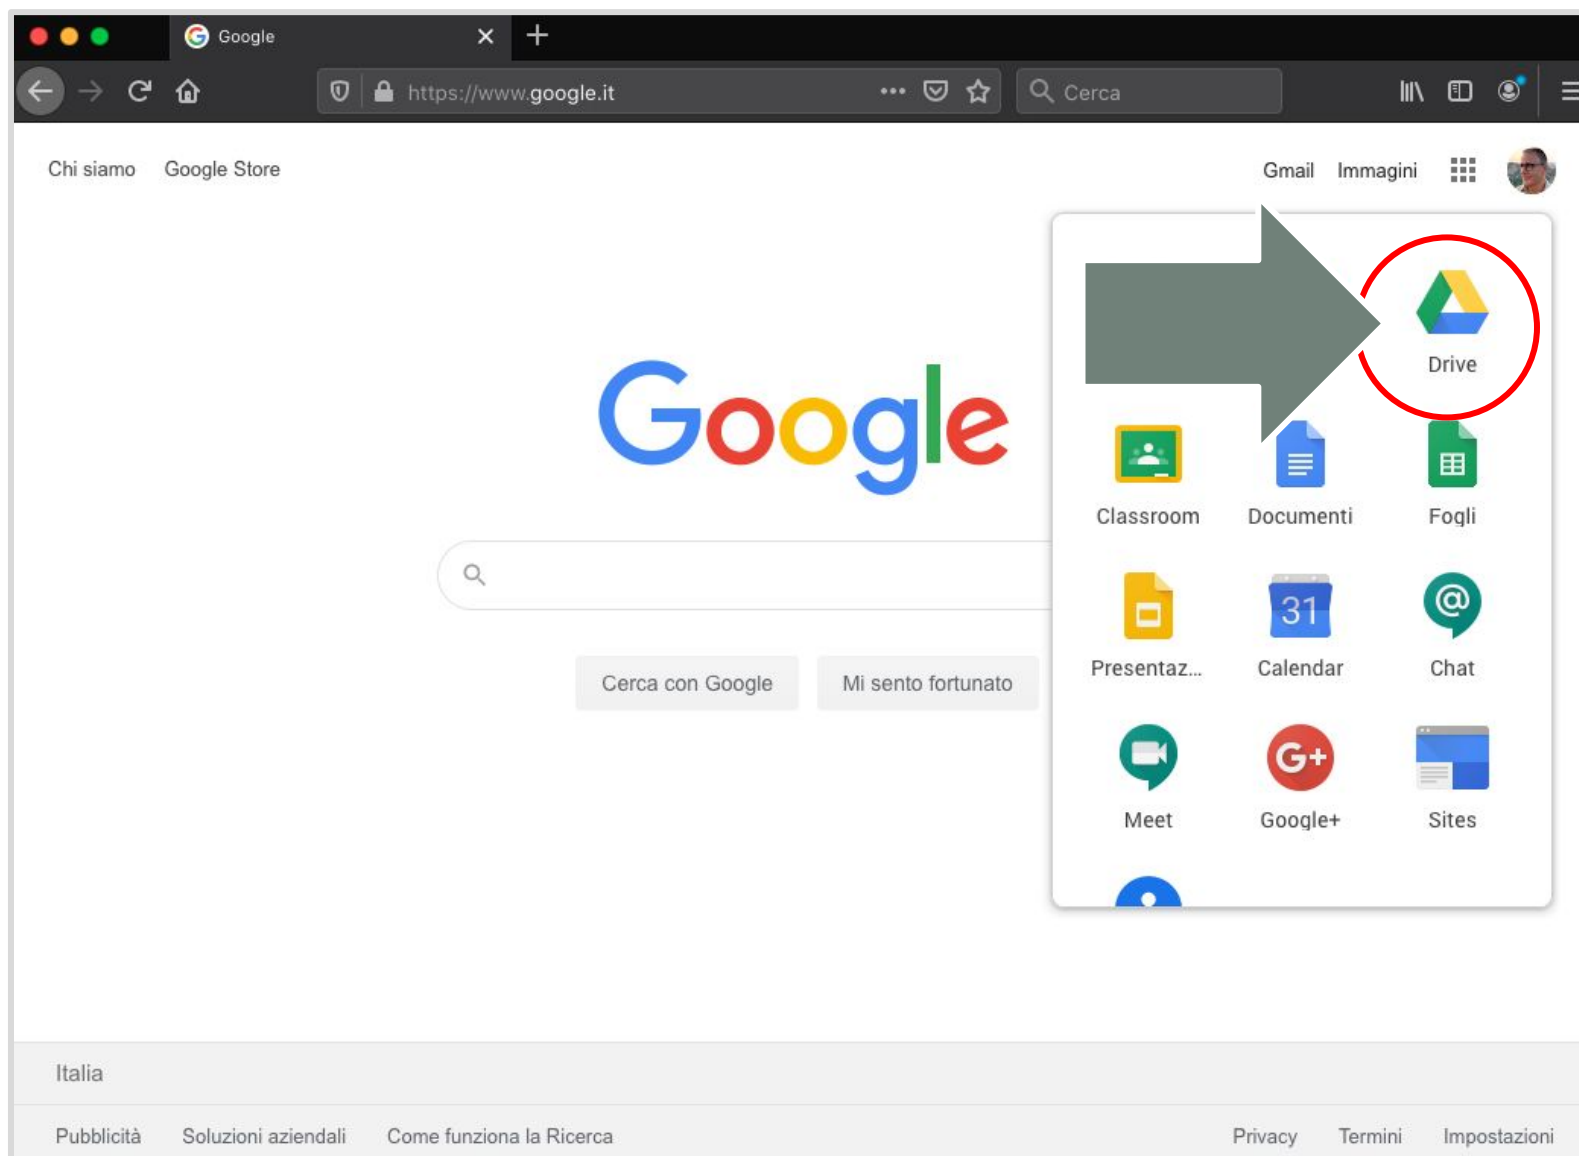 Google
https://www.google.it
Cerca
Chi siamo Google Store
Gmail Immagini
Drive
Google
Classroom Documenti Fogli
31
Presentaz... Calendar Chat
Cerca con Google Mi sento fortunato
G+
Meet Google+ Sites
Italia
Pubblicità Soluzioni aziendali Come funziona la Ricerca
Privacy Termini Impostazioni